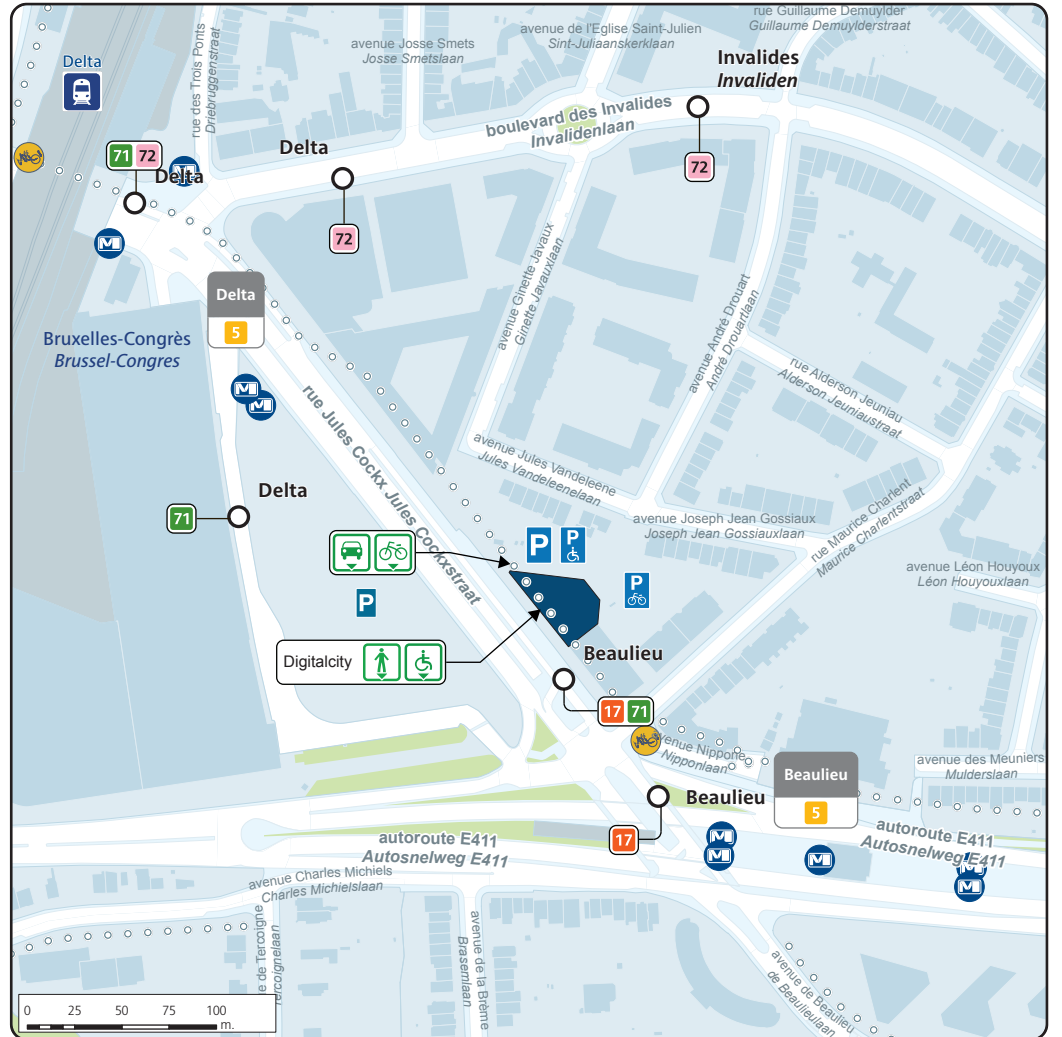 rue Guillaume Demuylder
Guillaume Demuylderstraat
avenue de l'Eglise Saint-Julien
Sint-Juliaanskerklaan
avenue Josse Smets
Josse Smetslaan
rue des Trois Ponts
Driebruggenstraat
Delta
Invalides
Invaliden
boulevard des Invalides
Invalidenlaan
71 72
Delta
M
Delta
72
72
M
avenue Ginette Javaux
Ginette Javauxlaan
avenue André Drouart
André Drouartlaan
Delta
5
Bruxelles-Congrès
Brussel-Congres
rue Alderson Jeuniau
Alderson Jeuniaustraat
M
M
rue Jules Cockx Jules Cockxstraat
avenue Jules Vandeleene
Jules Vandeleenelaan
Delta
71
avenue Joseph Jean Gossiaux
Joseph Jean Gossiauxlaan
rue Maurice Charlent
Maurice Charlentstraat
avenue Léon Houyoux
Léon Houyouxlaan
P
P
P
P
Digitalcity
Beaulieu
17 71
avenue Nippone
Nipponlaan
Beaulieu
5
avenue des Meuniers
Mulderslaan
Beaulieu
17
autoroute E411
Autosnelweg E411
autoroute E411
Autosnelweg E411
M
M
M
M
M
avenue Charles Michiels
Charles Michielslaan
e de Tercoigne
Tercoignelaan
avenue de la Brème
Brasemlaan
avenue de Beaulieu
de Beaulieulaan
0 25 50 75 100
m.